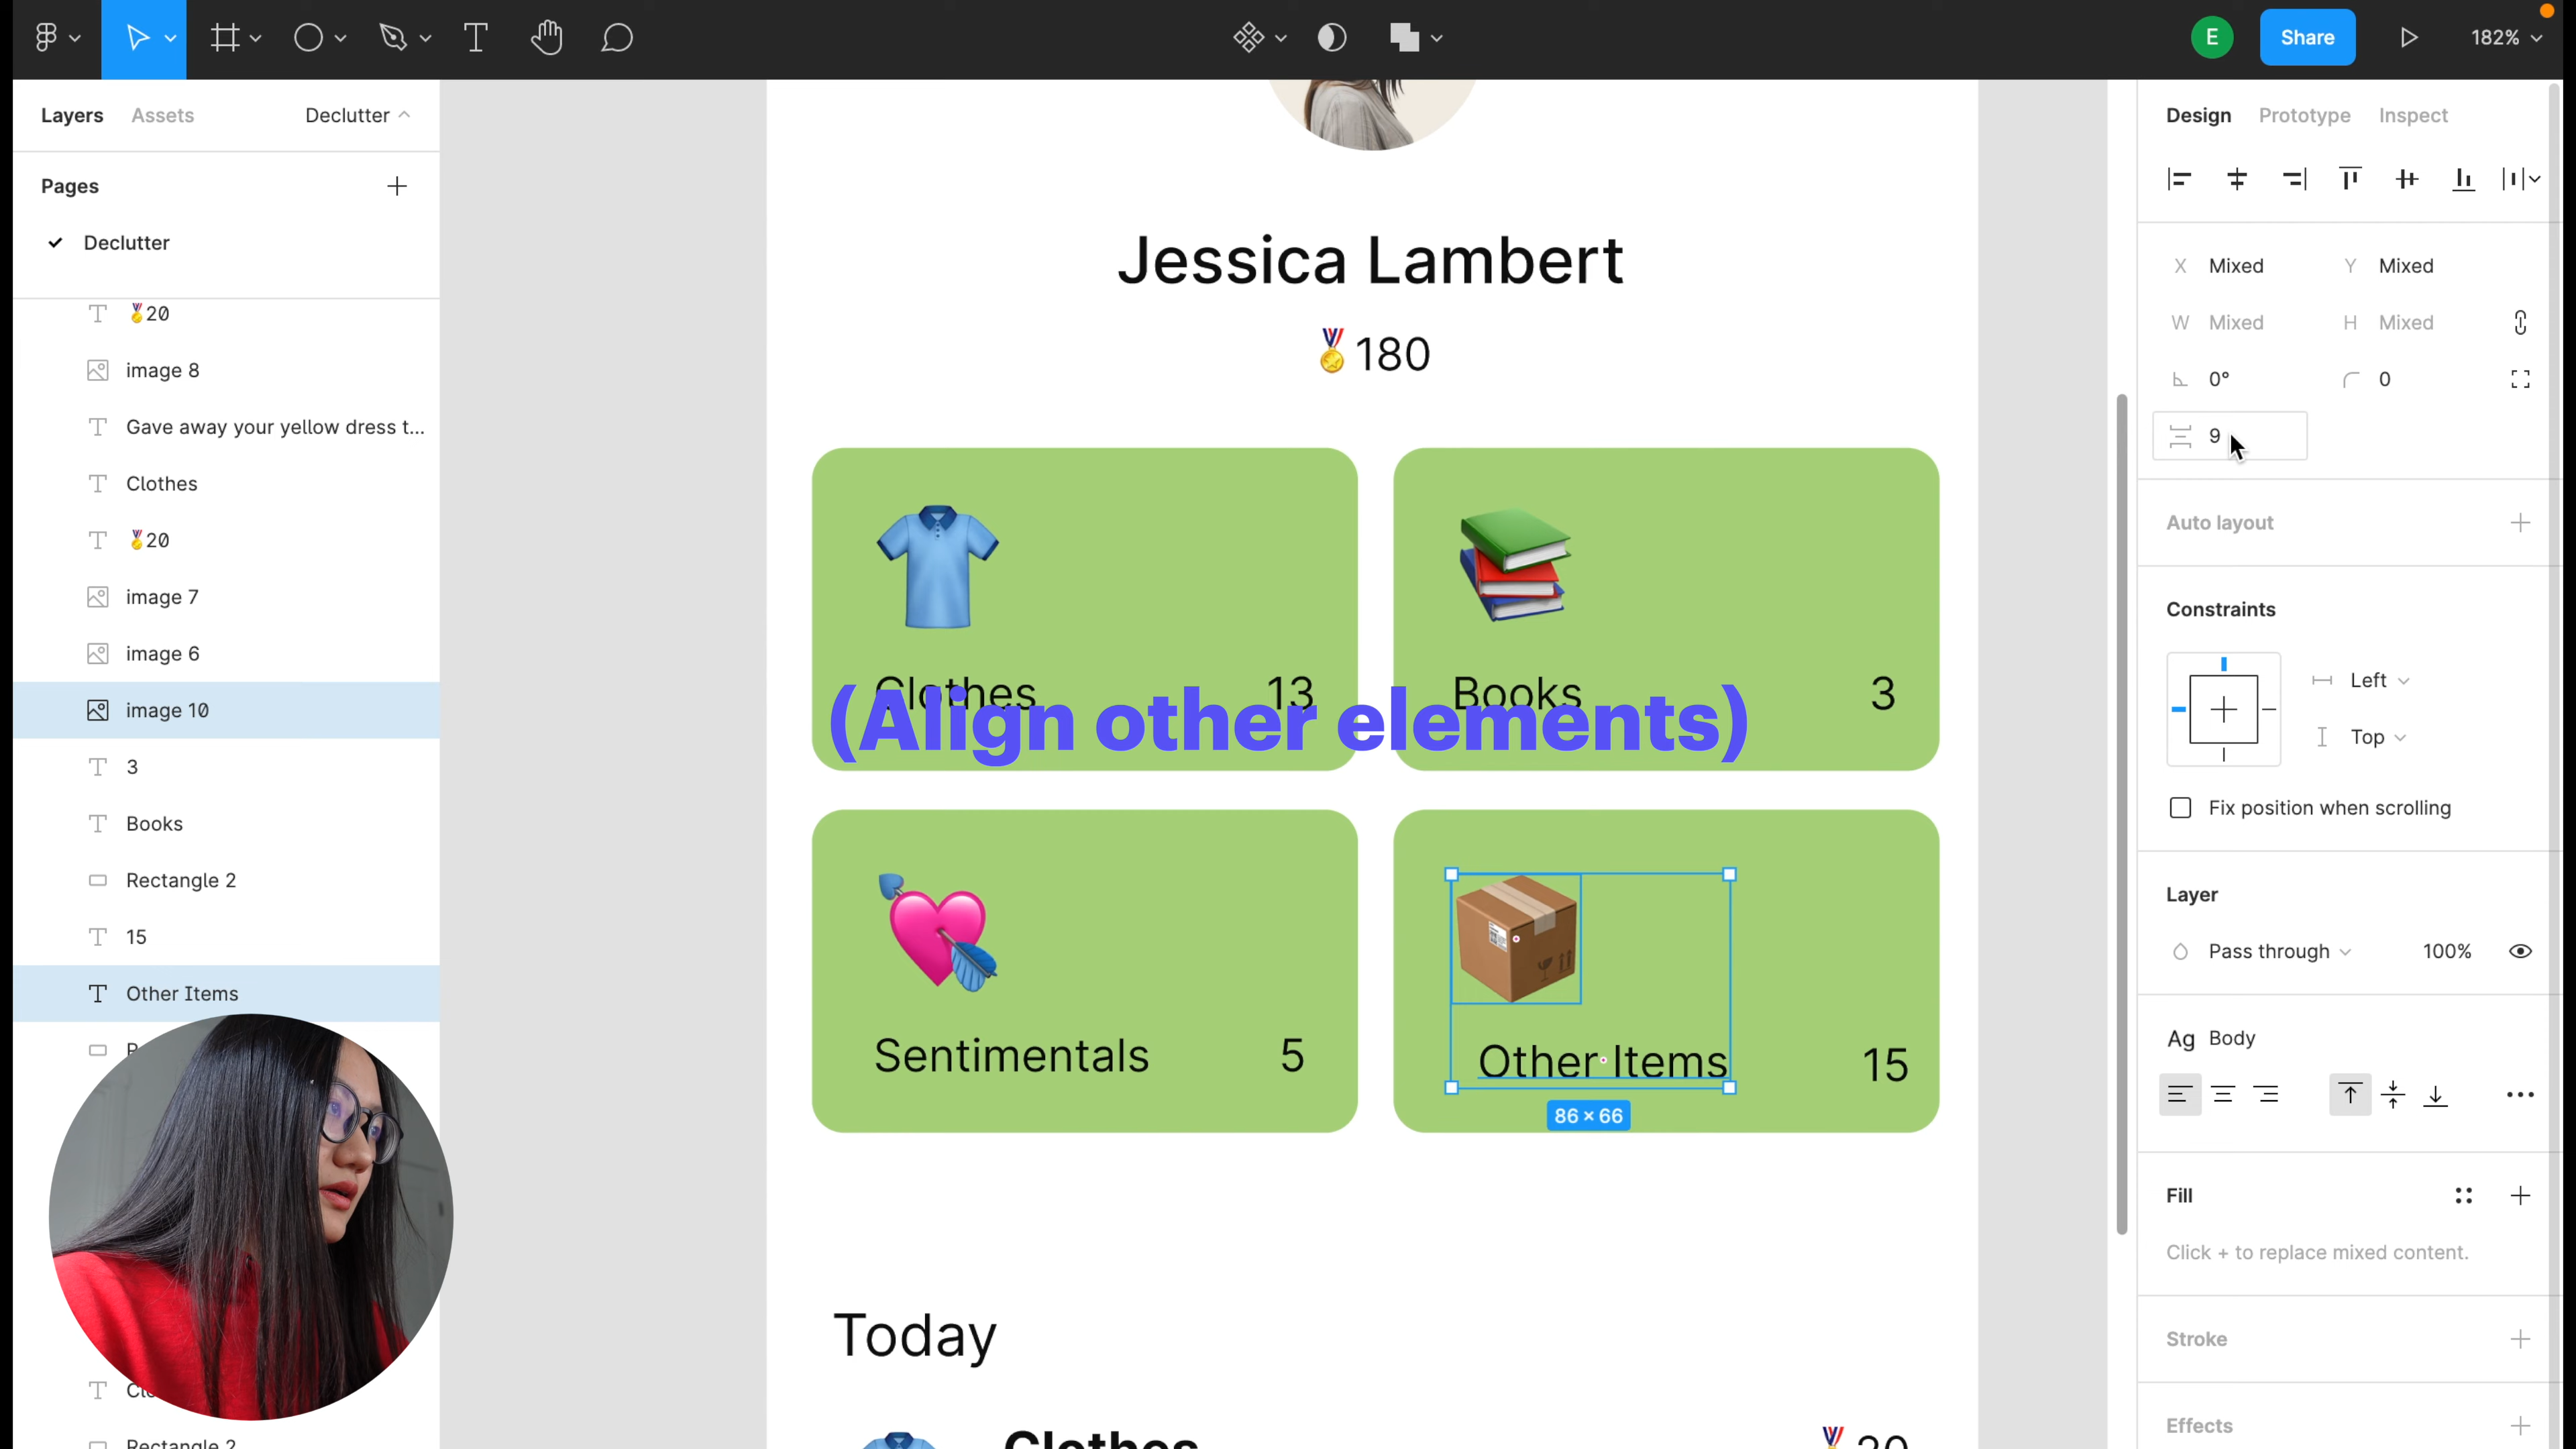 E
Share
182%
Layers
Assets
Declutter
Pages
Declutter
🏅20
image 8
Gave away your yellow dress t...
Clothes
🏅20
image 7
image 6
image 10
3
Books
Rectangle 2
15
Other Items
Rectangle 2
Jessica Lambert
🏅180
Clothes
13
Books
3
(Align other elements)
Sentimentals
5
Other Items
15
86 × 66
Today
Clothes
20
Design
Prototype
Inspect
X Mixed
Y Mixed
W Mixed
H Mixed
0°
0
9
Auto layout
Constraints
Left
Top
Fix position when scrolling
Layer
Pass through
100%
Ag Body
Fill
Click + to replace mixed content.
Stroke
Effects